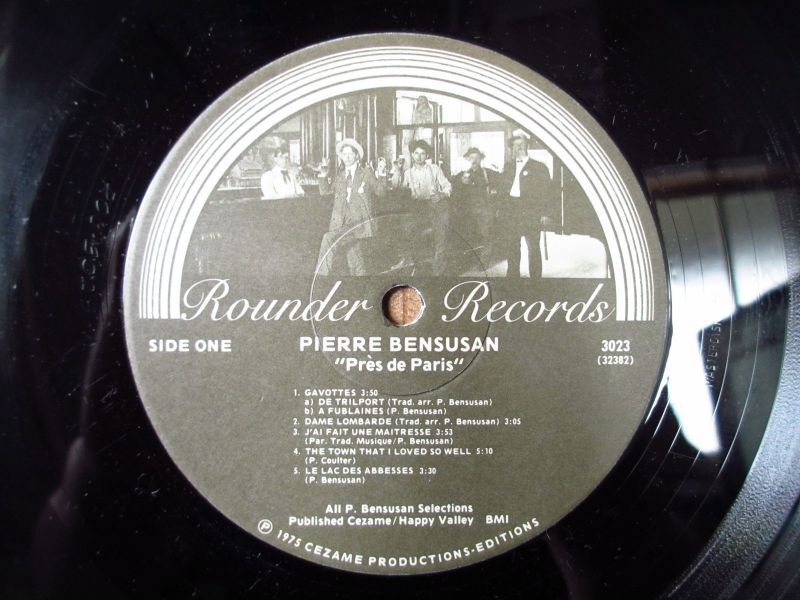 Rounder Records
SIDE ONE
PIERRE BENSUSAN
"Près de Paris"
3023
(32382)
1. GAVOTTES 3:50
a) DE TRILPORT (Trad. arr. P. Bensusan)
b) A FUBLAINES (P. Bensusan)
2. DAME LOMBARDE (Trad. arr. P. Bensusan) 3:05
3. J'AI FAIT UNE MAITRESSE 3:53
(Par. Trad. Musique/P. Bensusan)
4. THE TOWN THAT I LOVED SO WELL 5:10
(P. Coulter)
5. LE LAC DES ABBESSES 3:30
(P. Bensusan)
All P. Bensusan Selections
Published Cezame/Happy Valley BMI
℗ 1975 CEZAME PRODUCTIONS-EDITIONS